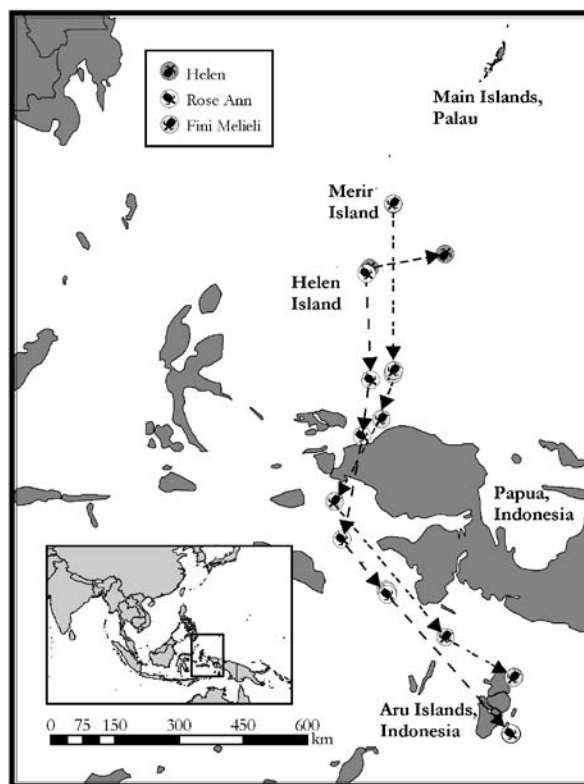 Helen
Rose Ann
Fini Melieli
Main Islands,
Palau
Merir
Island
Helen
Island
Papua,
Indonesia
Aru Islands,
Indonesia
0 75 150 300 450 600
km